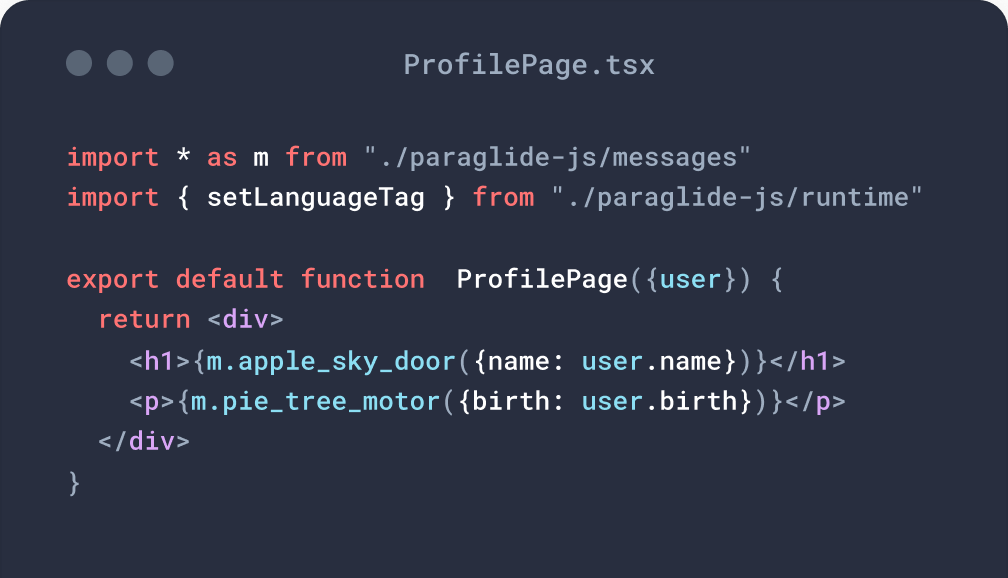 ProfilePage.tsx
import * as m from "./paraglide-js/messages"
import { setLanguageTag } from "./paraglide-js/runtime"
export default function  ProfilePage({user}) {
  return <div>
    <h1>{m.apple_sky_door({name: user.name})}</h1>
    <p>{m.pie_tree_motor({birth: user.birth})}</p>
  </div>
}